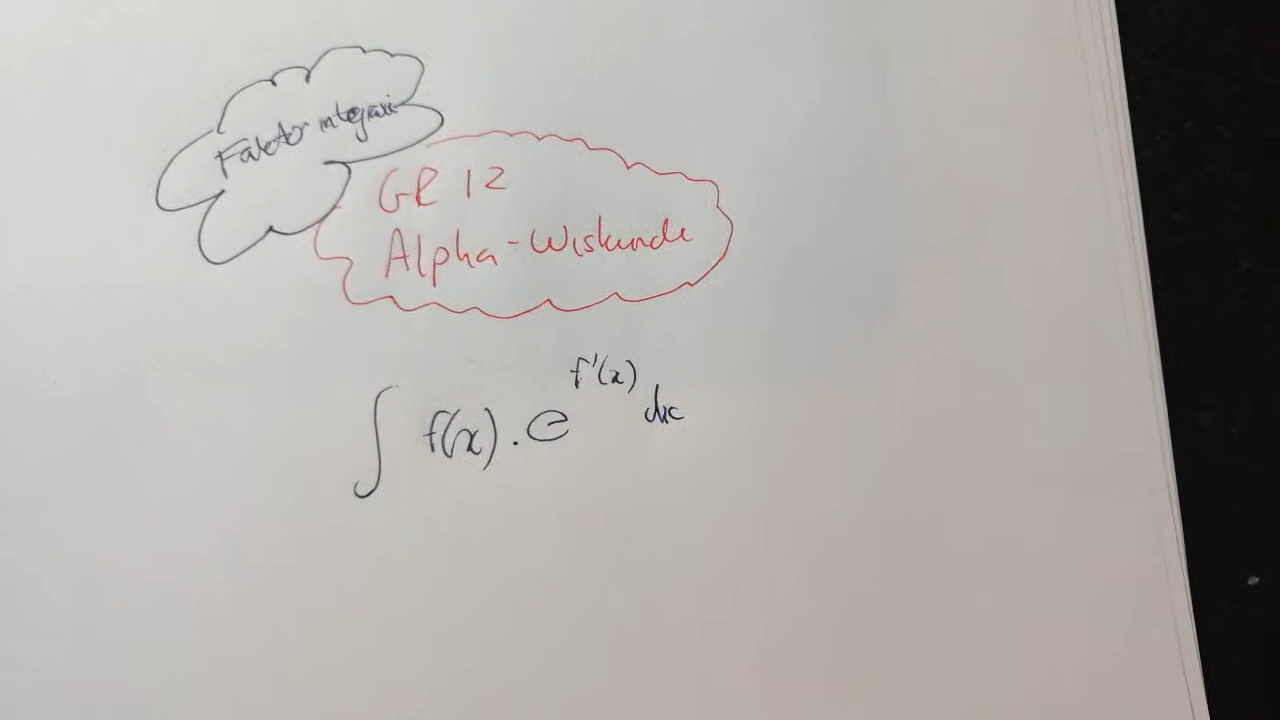 Faktor integrasie
GR 12
Alpha-Wiskunde
∫ f(x) . e^{f'(x)} dx